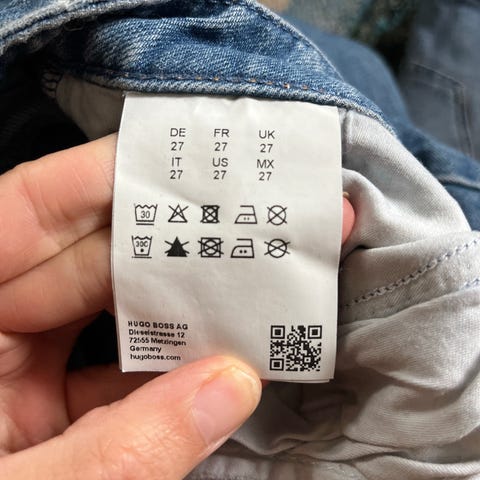 DE FR UK
27 27 27
IT US MX
27 27 27
30
30C
HUGO BOSS AG
Dieselstrasse 12
72555 Metzingen
Germany
hugoboss.com